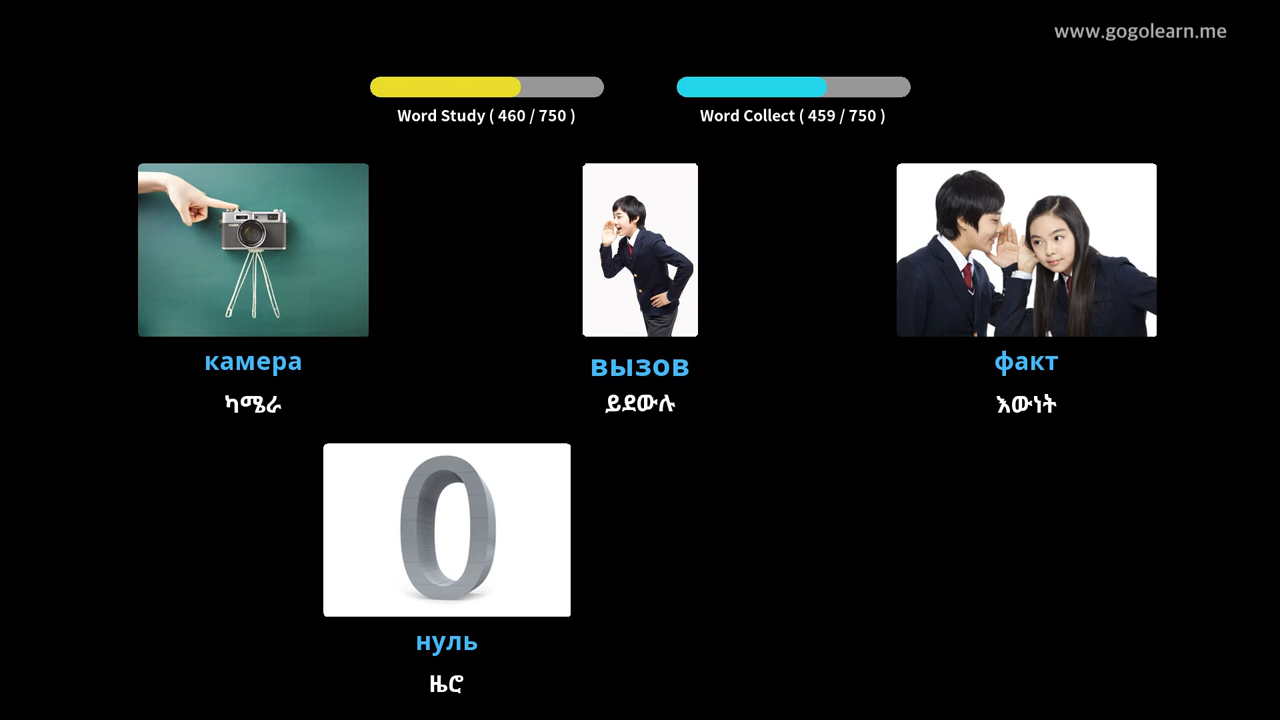 www.gogolearn.me
Word Study ( 460 / 750 )
Word Collect ( 459 / 750 )
камера
вызов
факт
ካሜራ
ይደውሉ
እውነት
0
нуль
ዜሮ